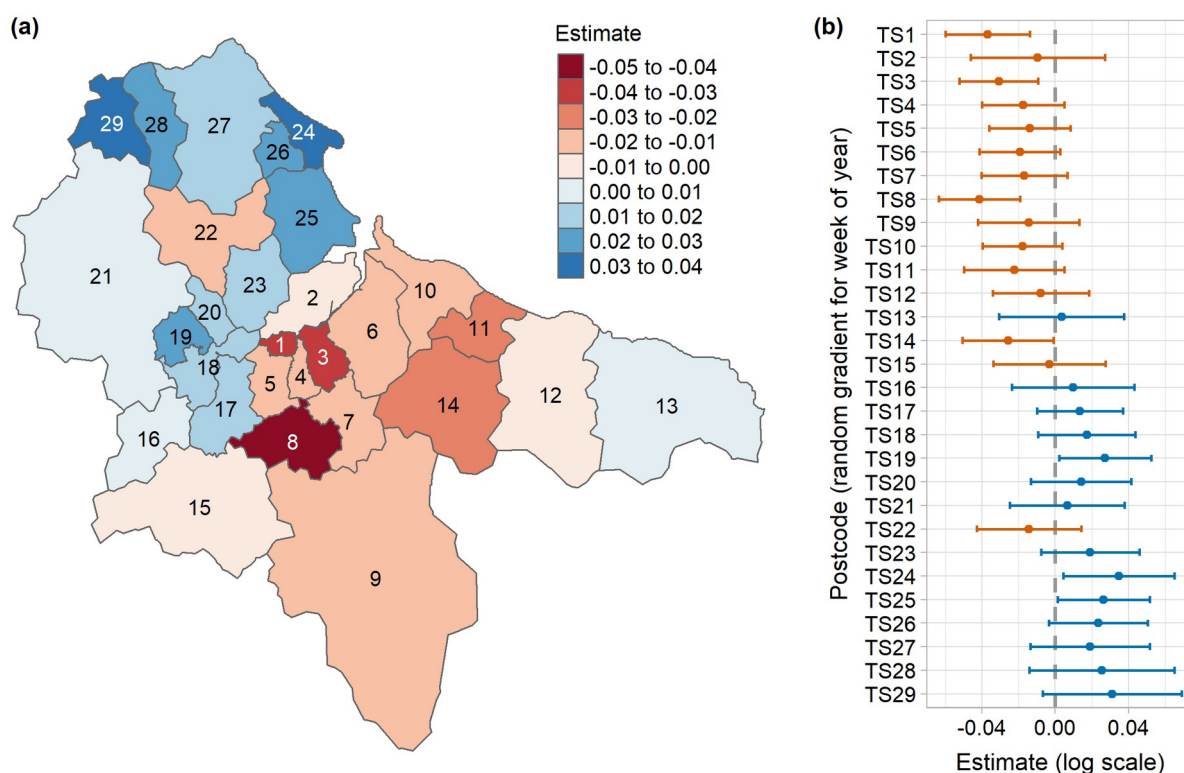 (a)
Estimate
-0.05 to -0.04
-0.04 to -0.03
-0.03 to -0.02
-0.02 to -0.01
-0.01 to 0.00
0.00 to 0.01
0.01 to 0.02
0.02 to 0.03
0.03 to 0.04
29
28
27
24
26
25
22
21
23
2
20
10
19
1
3
6
11
18
5
4
17
14
12
13
16
7
8
15
9
(b)
Postcode (random gradient for week of year)
TS1
TS2
TS3
TS4
TS5
TS6
TS7
TS8
TS9
TS10
TS11
TS12
TS13
TS14
TS15
TS16
TS17
TS18
TS19
TS20
TS21
TS22
TS23
TS24
TS25
TS26
TS27
TS28
TS29
-0.04 0.00 0.04
Estimate (log scale)